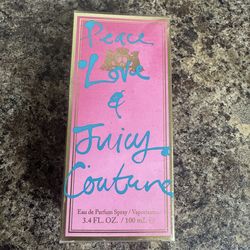 Peace
Love
&
Juicy
Couture
Eau de Parfum Spray / Vaporisateur
3.4 FL. OZ. / 100 mL ℮